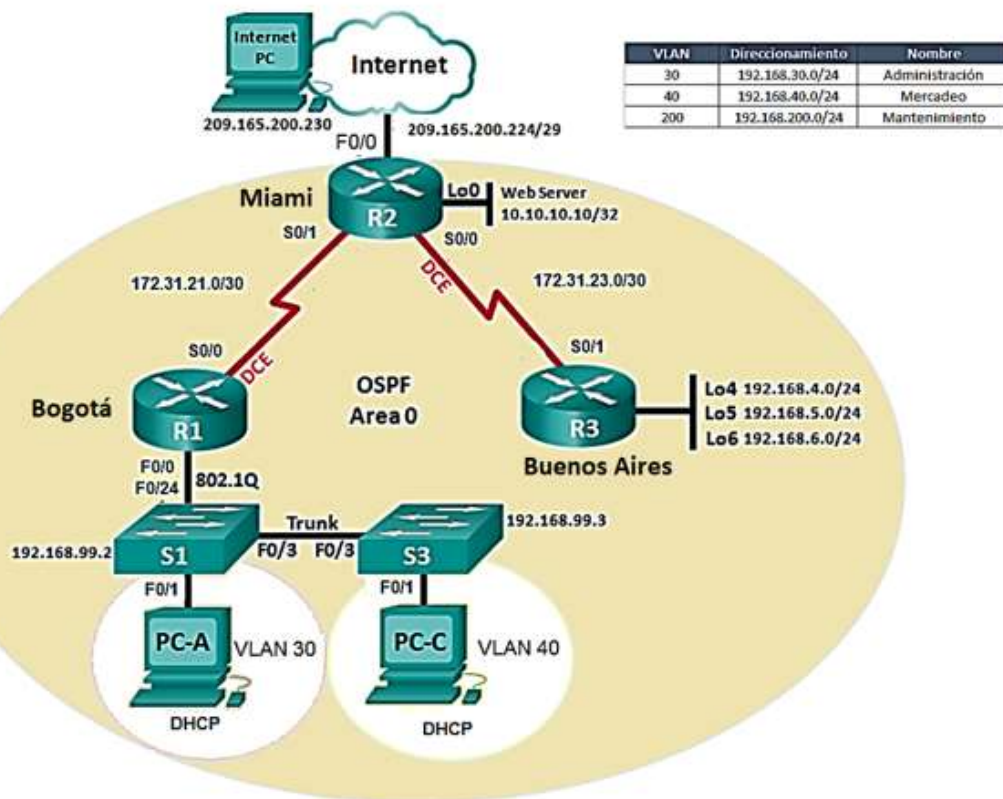 Internet
PC
Internet
209.165.200.230
209.165.200.224/29
F0/0
VLAN Direccionamiento Nombre
30 192.168.30.0/24 Administración
40 192.168.40.0/24 Mercadeo
200 192.168.200.0/24 Mantenimiento
Miami
R2
Lo0
Web Server
10.10.10.10/32
S0/1
S0/0
DCE
172.31.21.0/30
172.31.23.0/30
S0/0
DCE
S0/1
OSPF
Area 0
Bogotá
R1
R3
Buenos Aires
Lo4 192.168.4.0/24
Lo5 192.168.5.0/24
Lo6 192.168.6.0/24
F0/0
F0/24
802.1Q
Trunk
192.168.99.3
192.168.99.2
S1
F0/3
F0/3
S3
F0/1
F0/1
PC-A
VLAN 30
PC-C
VLAN 40
DHCP
DHCP